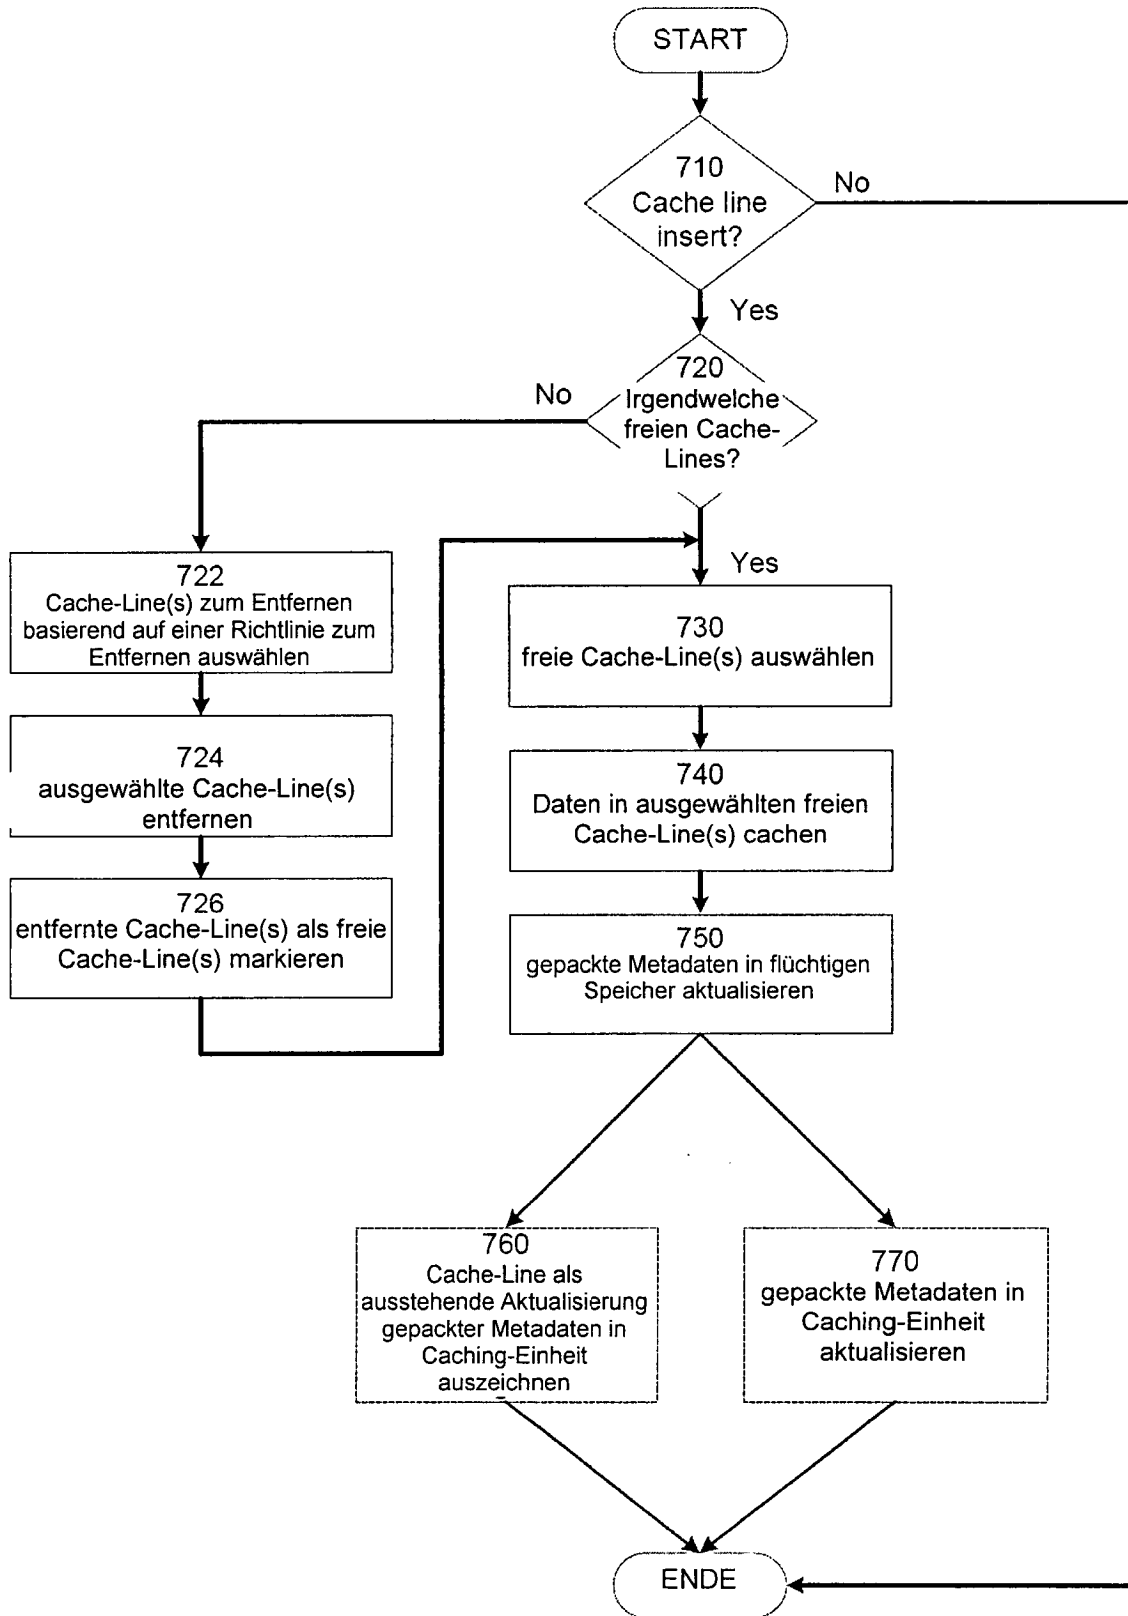 START
710
Cache line
insert?
No
Yes
720
Irgendwelche
freien Cache-
Lines?
No
Yes
722
Cache-Line(s) zum Entfernen
basierend auf einer Richtlinie zum
Entfernen auswählen
724
ausgewählte Cache-Line(s)
entfernen
726
entfernte Cache-Line(s) als freie
Cache-Line(s) markieren
730
freie Cache-Line(s) auswählen
740
Daten in ausgewählten freien
Cache-Line(s) cachen
750
gepackte Metadaten in flüchtigen
Speicher aktualisieren
760
Cache-Line als
ausstehende Aktualisierung
gepackter Metadaten in
Caching-Einheit
auszeichnen
770
gepackte Metadaten in
Caching-Einheit
aktualisieren
ENDE